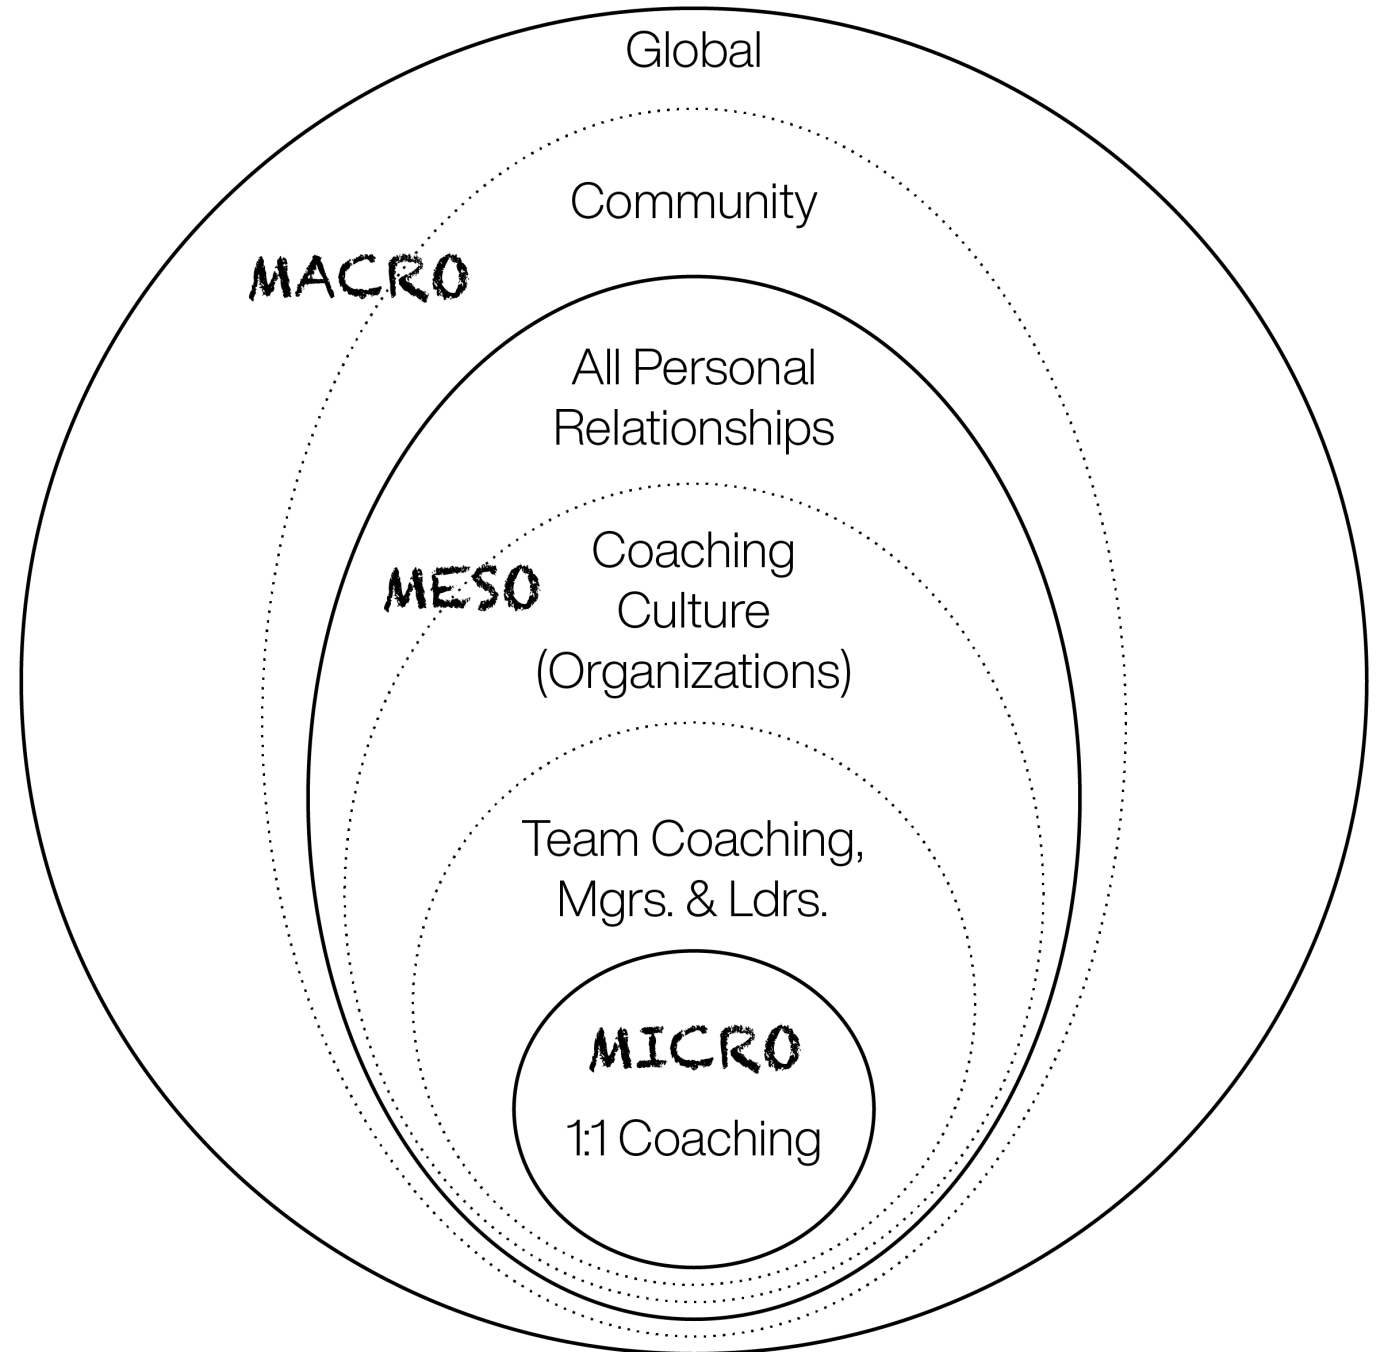 Global
Community
MACRO
All Personal
Relationships
Coaching
MESO
Culture
(Organizations)
Team Coaching,
Mgrs. & Ldrs.
MICRO
1:1 Coaching